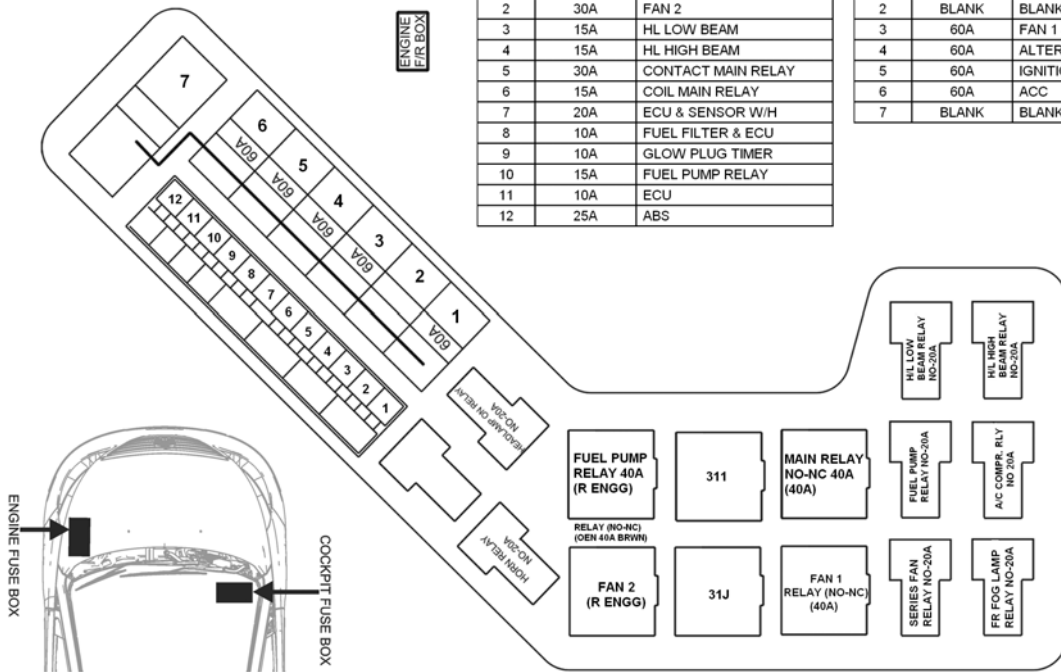 ENGINE
F/R BOX
2 30A FAN 2
3 15A HL LOW BEAM
4 15A HL HIGH BEAM
5 30A CONTACT MAIN RELAY
6 15A COIL MAIN RELAY
7 20A ECU & SENSOR W/H
8 10A FUEL FILTER & ECU
9 10A GLOW PLUG TIMER
10 15A FUEL PUMP RELAY
11 10A ECU
12 25A ABS
2 BLANK BLANK
3 60A FAN 1
4 60A ALTER
5 60A IGNITI
6 60A ACC
7 BLANK BLANK
7
6
60A
5
60A
4
60A
3
60A
2
1
60A
12
11
10
9
8
7
6
5
4
3
2
1
HEADLAMP ON RELAY
NO-20A
HORN RELAY
NO-20A
FUEL PUMP
RELAY 40A
(R ENGG)
311
MAIN RELAY
NO-NC 40A
(40A)
RELAY (NO-NC)
(OEN 40A BRWN)
FAN 2
(R ENGG)
31J
FAN 1
RELAY (NO-NC)
(40A)
H/L LOW
BEAM RELAY
NO-20A
H/L HIGH
BEAM RELAY
NO-20A
FUEL PUMP
RELAY NO-20A
A/C COMPR. RLY
NO 20A
SERIES FAN
RELAY NO-20A
FR FOG LAMP
RELAY NO-20A
ENGINE FUSE BOX
COCKPIT FUSE BOX